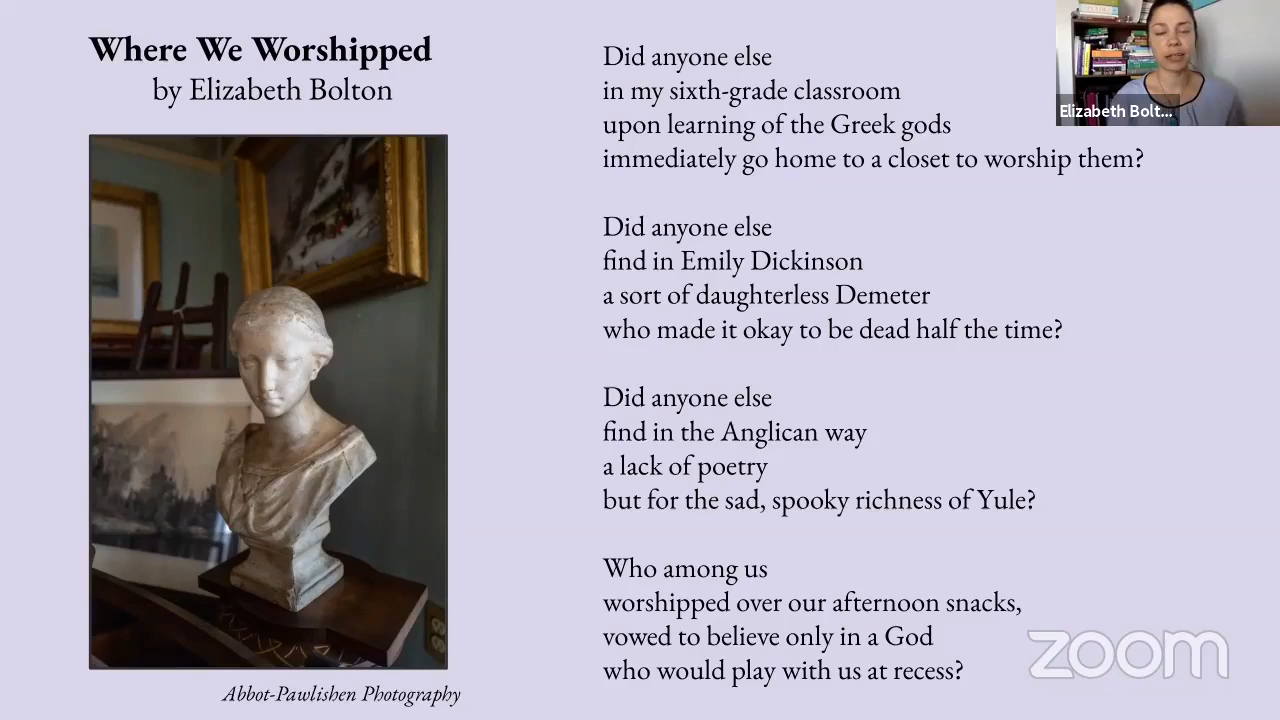 Where We Worshipped
by Elizabeth Bolton
Abbot-Pawlishen Photography
Did anyone else
in my sixth-grade classroom
upon learning of the Greek gods
immediately go home to a closet to worship them?
Did anyone else
find in Emily Dickinson
a sort of daughterless Demeter
who made it okay to be dead half the time?
Did anyone else
find in the Anglican way
a lack of poetry
but for the sad, spooky richness of Yule?
Who among us
worshipped over our afternoon snacks,
vowed to believe only in a God
who would play with us at recess?
Elizabeth Bolt...
zoom